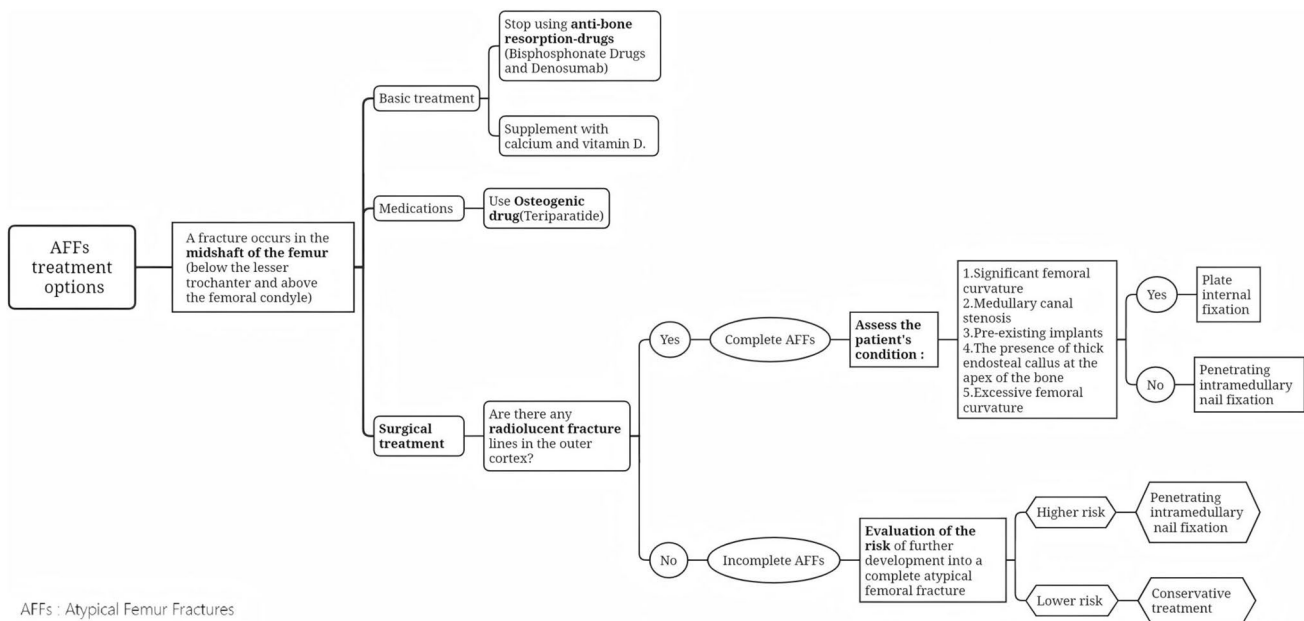 AFFs
treatment
options
A fracture occurs in the
midshaft of the femur
(below the lesser
trochanter and above
the femoral condyle)
Basic treatment
Stop using anti-bone
resorption-drugs
(Bisphosphonate Drugs
and Denosumab)
Supplement with
calcium and vitamin D.
Medications
Use Osteogenic
drug(Teriparatide)
Surgical
treatment
Are there any
radiolucent fracture
lines in the outer
cortex?
Yes
Complete AFFs
Assess the
patient's
condition :
1.Significant femoral
curvature
2.Medullary canal
stenosis
3.Pre-existing implants
4.The presence of thick
endosteal callus at the
apex of the bone
5.Excessive femoral
curvature
Yes
Plate
internal
fixation
No
Penetrating
intramedullary
nail fixation
No
Incomplete AFFs
Evaluation of the
risk of further
development into a
complete atypical
femoral fracture
Higher risk
Penetrating
intramedullary
nail fixation
Lower risk
Conservative
treatment
AFFs : Atypical Femur Fractures